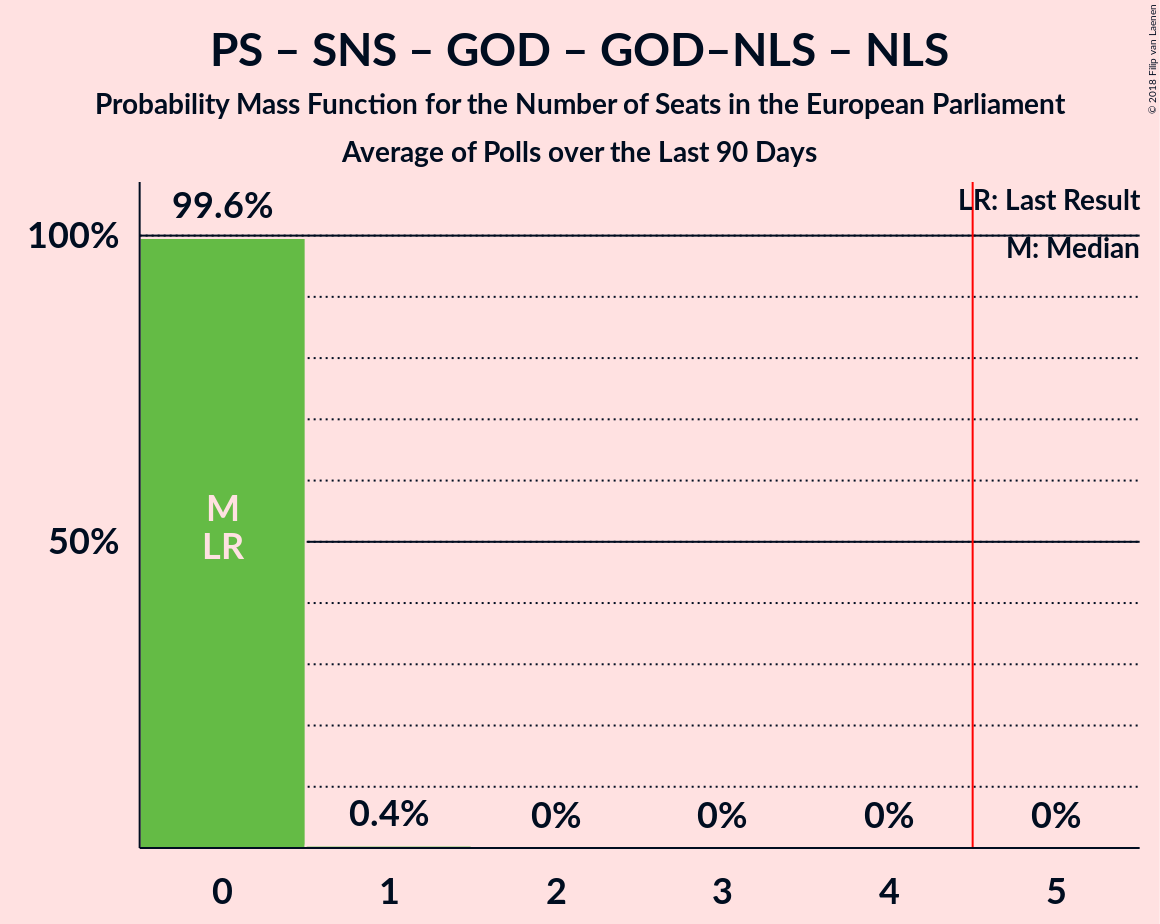 PS – SNS – GOD – GOD–NLS – NLS
Probability Mass Function for the Number of Seats in the European Parliament
Average of Polls over the Last 90 Days
© 2018 Filip van Laenen
LR: Last Result
M: Median
99.6%
100%
50%
M
LR
0.4%
0%
0%
0%
0%
0
1
2
3
4
5